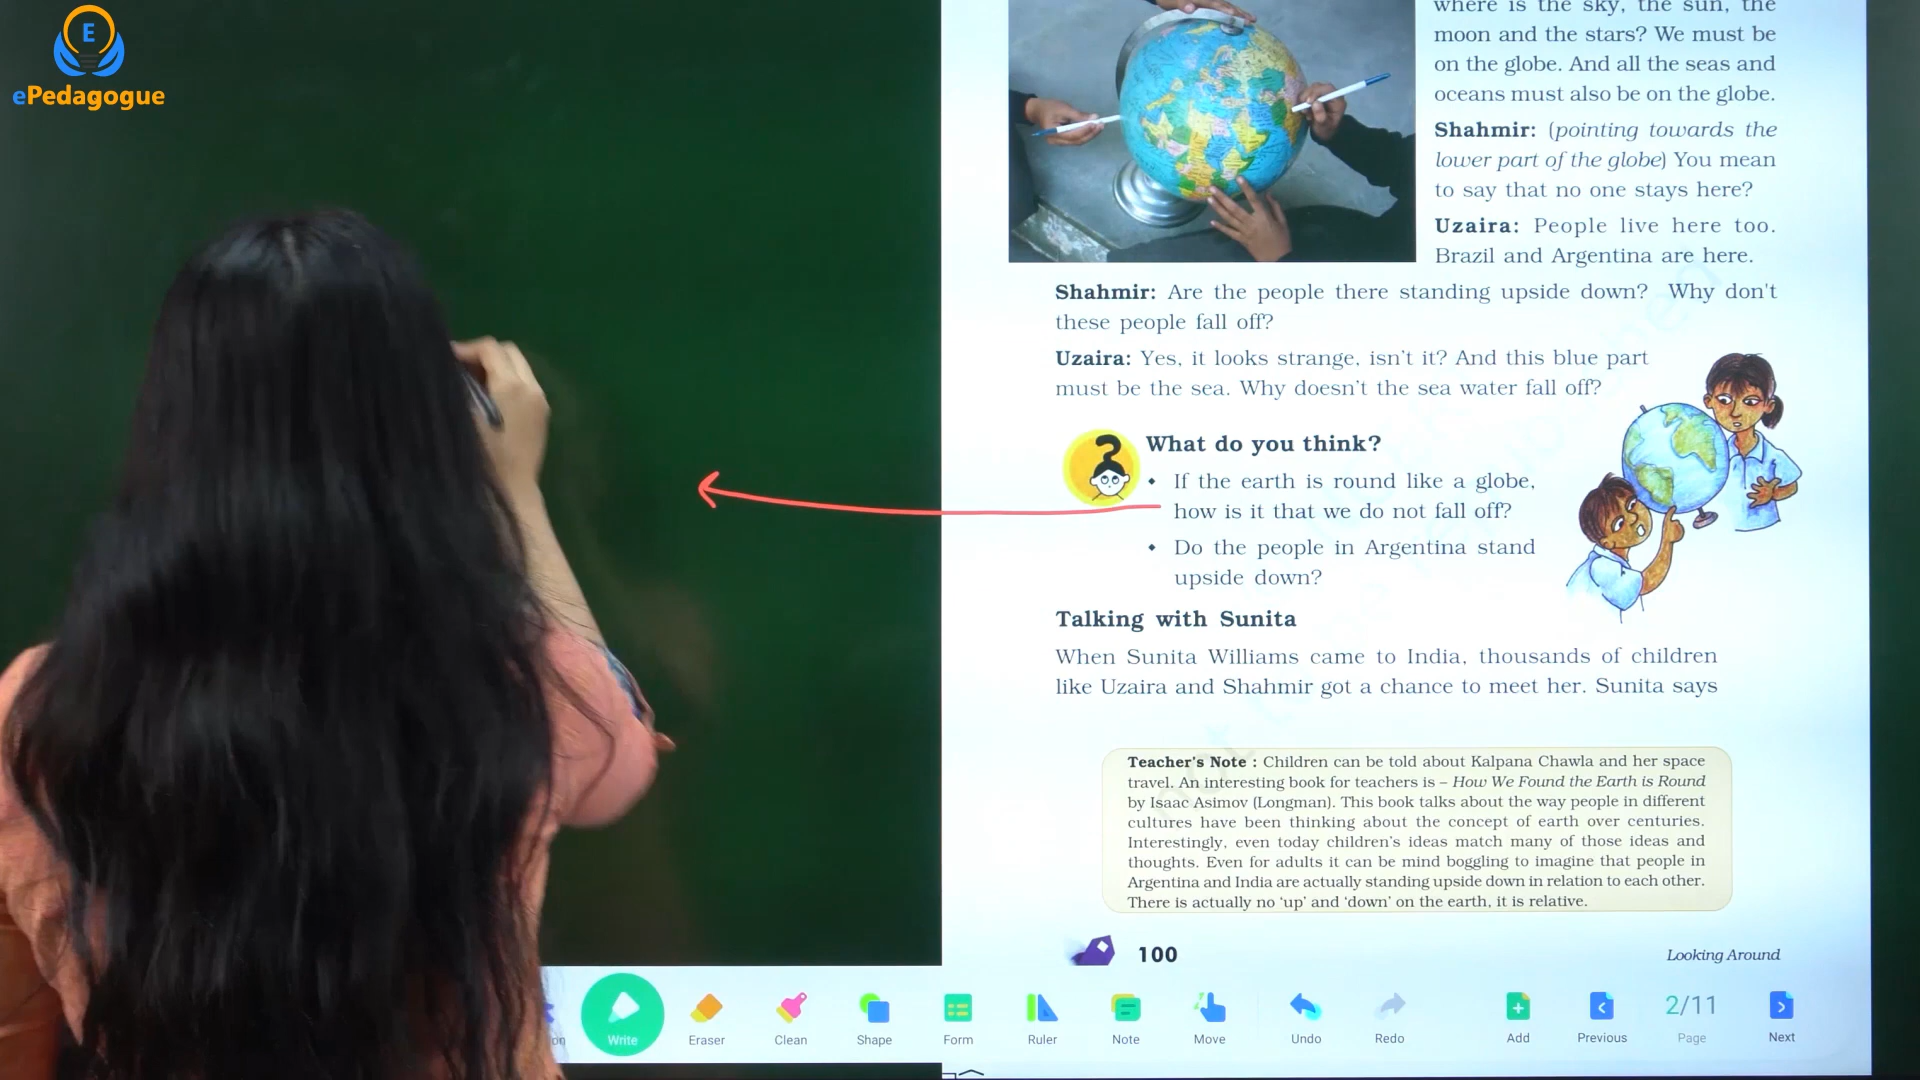 E
ePedagogue
where is the sky, the sun, the
moon and the stars? We must be
on the globe. And all the seas and
oceans must also be on the globe.
Shahmir: (pointing towards the
lower part of the globe) You mean
to say that no one stays here?
Uzaira: People live here too.
Brazil and Argentina are here.
Shahmir: Are the people there standing upside down? Why don't
these people fall off?
Uzaira: Yes, it looks strange, isn't it? And this blue part
must be the sea. Why doesn't the sea water fall off?
What do you think?
• If the earth is round like a globe,
how is it that we do not fall off?
• Do the people in Argentina stand
upside down?
Talking with Sunita
When Sunita Williams came to India, thousands of children
like Uzaira and Shahmir got a chance to meet her. Sunita says
Teacher's Note : Children can be told about Kalpana Chawla and her space
travel. An interesting book for teachers is – How We Found the Earth is Round
by Isaac Asimov (Longman). This book talks about the way people in different
cultures have been thinking about the concept of earth over centuries.
Interestingly, even today children's ideas match many of those ideas and
thoughts. Even for adults it can be mind boggling to imagine that people in
Argentina and India are actually standing upside down in relation to each other.
There is actually no 'up' and 'down' on the earth, it is relative.
100
Looking Around
Write Eraser Clean Shape Form Ruler Note Move Undo Redo Add Previous 2/11 Page Next